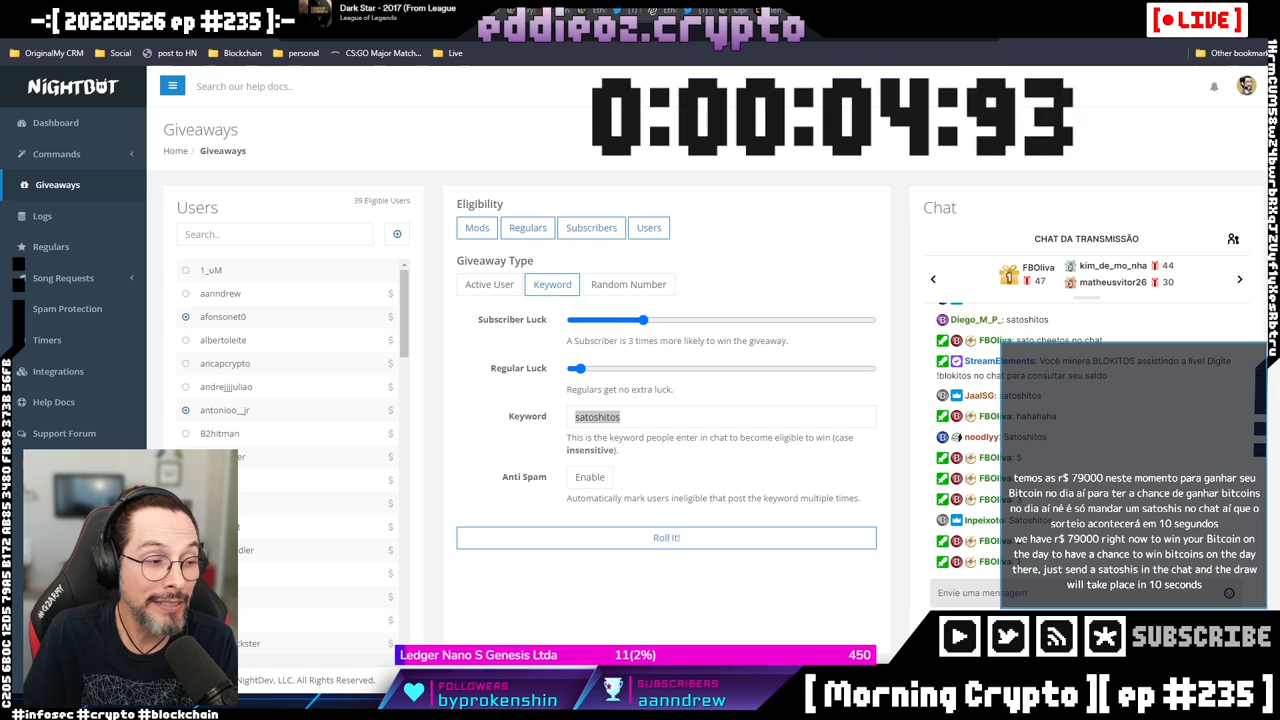 -:[ 20220526 ep #235 ]:-
Dark Star - 2017 (From League
League of Legends
eddieoz.crypto
[ ● LIVE ]
OriginalMy CRM
Social
post to HN
Blockchain
personal
CS:GO Major Match...
Live
Other bookmar
NiGHTBOT
Search our help docs..
0:00:04:93
Dashboard
Commands
Giveaways
Logs
Regulars
Song Requests
Spam Protection
Timers
Integrations
Help Docs
Support Forum
Giveaways
Home / Giveaways
Users
39 Eligible Users
Search..
1_uM
aanndrew
afonsonet0
albertoleite
ancapcrypto
andrejjjjuliao
antonioo__jr
B2hitman
Eligibility
Mods
Regulars
Subscribers
Users
Giveaway Type
Active User
Keyword
Random Number
Subscriber Luck
A Subscriber is 3 times more likely to win the giveaway.
Regular Luck
Regulars get no extra luck.
Keyword
satoshitos
This is the keyword people enter in chat to become eligible to win (case
insensitive).
Anti Spam
Enable
Automatically mark users ineligible that post the keyword multiple times.
Roll It!
Chat
CHAT DA TRANSMISSÃO
1
FBOliva
47
2
kim_de_mo_nha
44
3
matheusvitor26
30
Diego_M_P_: satoshitos
FBOliva: sato cheetos no chat
StreamElements: Você minera BLOKITOS assistindo a live! Digite
!blokitos no chat para consultar seu saldo
JaalSG: satoshitos
FBOliva: hahahaha
noodlyy: Satoshitos
FBOliva: 5
FBOliva:
FBOliva: 3
Inpeixoto: Satoshitos
FBOliva:
FBOliva: 1
Envie uma mensagem
temos as r$ 79000 neste momento para ganhar seu
Bitcoin no dia aí para ter a chance de ganhar bitcoins
no dia aí né é só mandar um satoshis no chat aí que o
sorteio acontecerá em 10 segundos
we have r$ 79000 right now to win your Bitcoin on
the day to have a chance to win bitcoins on the day
there, just send a satoshis in the chat and the draw
will take place in 10 seconds
SUBSCRIBE
Ledger Nano S Genesis Ltda
11(2%)
450
NightDev, LLC. All Rights Reserved.
FOLLOWERS
byprokenshin
SUBSCRIBERS
aanndrew
[ Morning Crypto ][ ep #235 ]
#infosec #crypto #blockchain